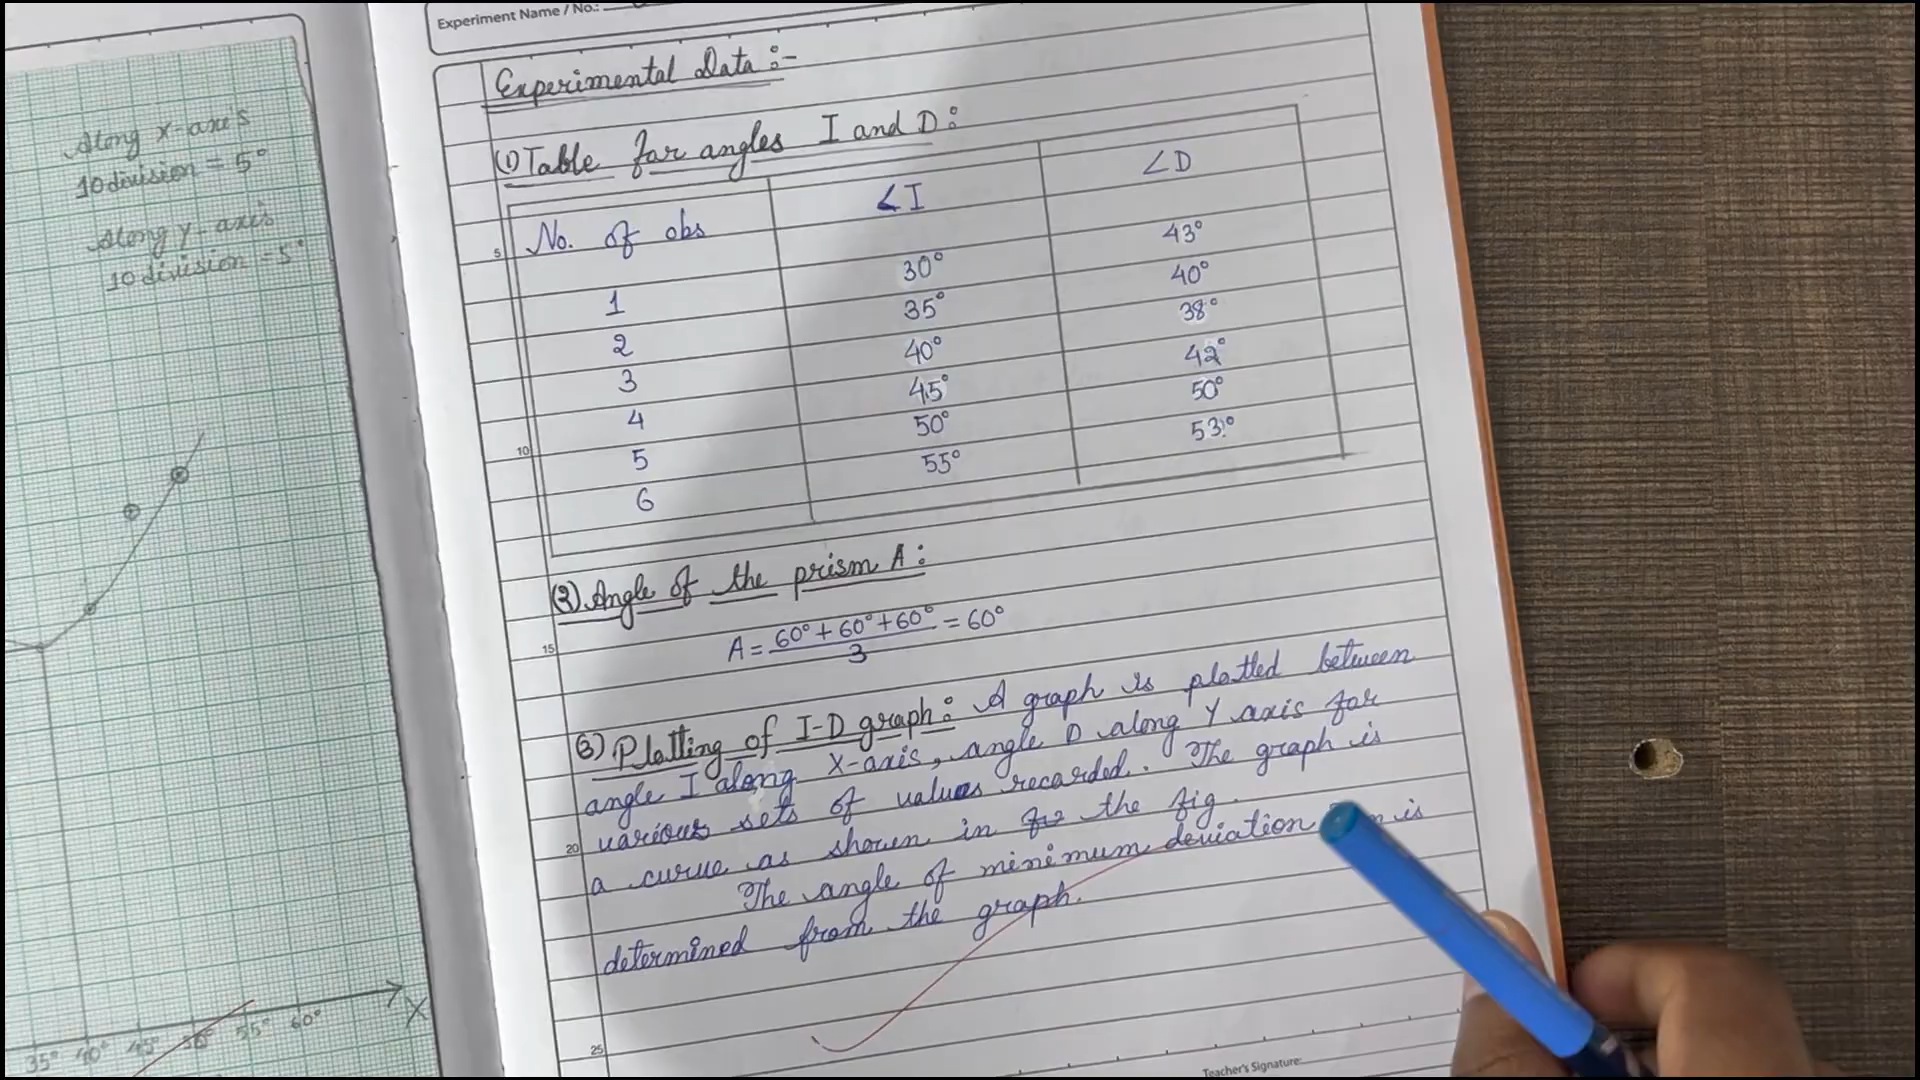 Along x-axis
10 division = 5°
Along Y-axis
10 division = 5°
35° 40° 45° 50° 55° 60° X
Experiment Name / No.:
Experimental Data :-
(1) Table for angles I and D :
No. of obs ∠I ∠D
1 30° 43°
2 35° 40°
3 40° 38°
4 45° 42°
5 50° 50°
6 55° 53°
(2) Angle of the prism A :
A = 60° + 60° + 60° / 3 = 60°
(3) Plotting of I-D graph : A graph is plotted between
angle I along X-axis, angle D along Y axis for
various sets of values recorded. The graph is
a curve as shown in the fig.
The angle of minimum deviation is
determined from the graph.
5
10
15
20
25
Teacher's Signature: